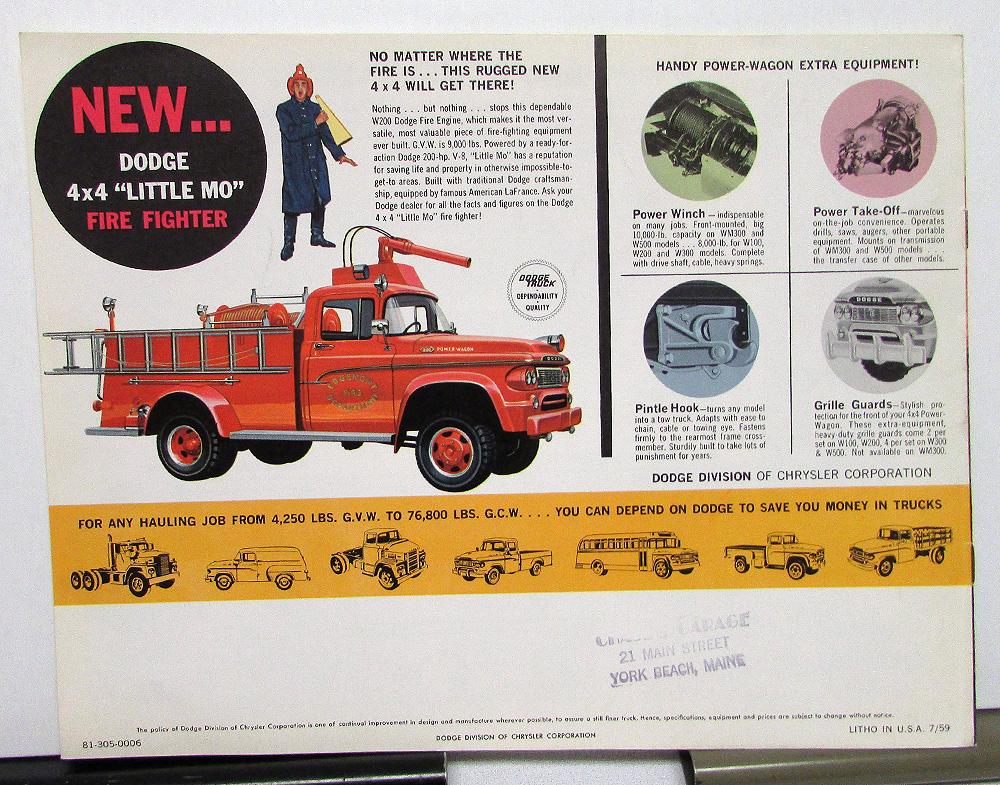 NEW...
DODGE
4x4 “LITTLE MO”
FIRE FIGHTER
NO MATTER WHERE THE
FIRE IS . . . THIS RUGGED NEW
4 x 4 WILL GET THERE!
Nothing . . . but nothing . . . stops this dependable
W200 Dodge Fire Engine, which makes it the most ver-
satile, most valuable piece of fire-fighting equipment
ever built. G.V.W. is 9,000 lbs. Powered by a ready-for-
action Dodge 200-hp. V-8, “Little Mo” has a reputation
for saving life and property in otherwise impossible-to-
get-to areas. Built with traditional Dodge craftsman-
ship, equipped by famous American LaFrance. Ask your
Dodge dealer for all the facts and figures on the Dodge
4 x 4 “Little Mo” fire fighter!
DODGE
TRUCK
DEPENDABILITY
QUALITY
200 POWER WAGON
DODGE
EDGEMONT
FIRE
DEPARTMENT
HANDY POWER-WAGON EXTRA EQUIPMENT!
Power Winch — indispensable
on many jobs. Front-mounted, big
10,000-lb. capacity on WM300 and
W500 models . . . 8,000-lb. for W100,
W200 and W300 models. Complete
with drive shaft, cable, heavy springs.
Power Take-Off—marvelous
on-the-job convenience. Operates
drills, saws, augers, other portable
equipment. Mounts on transmission
of WM300 and W500 models . . .
the transfer case of other models.
DODGE
Pintle Hook—turns any model
into a tow truck. Adapts with ease to
chain, cable or towing eye. Fastens
firmly to the rearmost frame cross-
member. Sturdily built to take lots of
punishment for years.
Grille Guards—Stylish pro-
tection for the front of your 4x4 Power-
Wagon. These extra-equipment,
heavy duty grille guards come 2 per
set on W100, W200, 4 per set on W300
& W500. Not available on WM300.
DODGE DIVISION OF CHRYSLER CORPORATION
FOR ANY HAULING JOB FROM 4,250 LBS. G.V.W. TO 76,800 LBS. G.C.W. . . . YOU CAN DEPEND ON DODGE TO SAVE YOU MONEY IN TRUCKS
GARAGE
21 MAIN STREET
YORK BEACH, MAINE
The policy of Dodge Division of Chrysler Corporation is one of continual improvement in design and manufacture wherever possible, to assure a still finer truck. Hence, specifications, equipment and prices are subject to change without notice.
81-305-0006
DODGE DIVISION OF CHRYSLER CORPORATION
LITHO IN U.S.A. 7/59